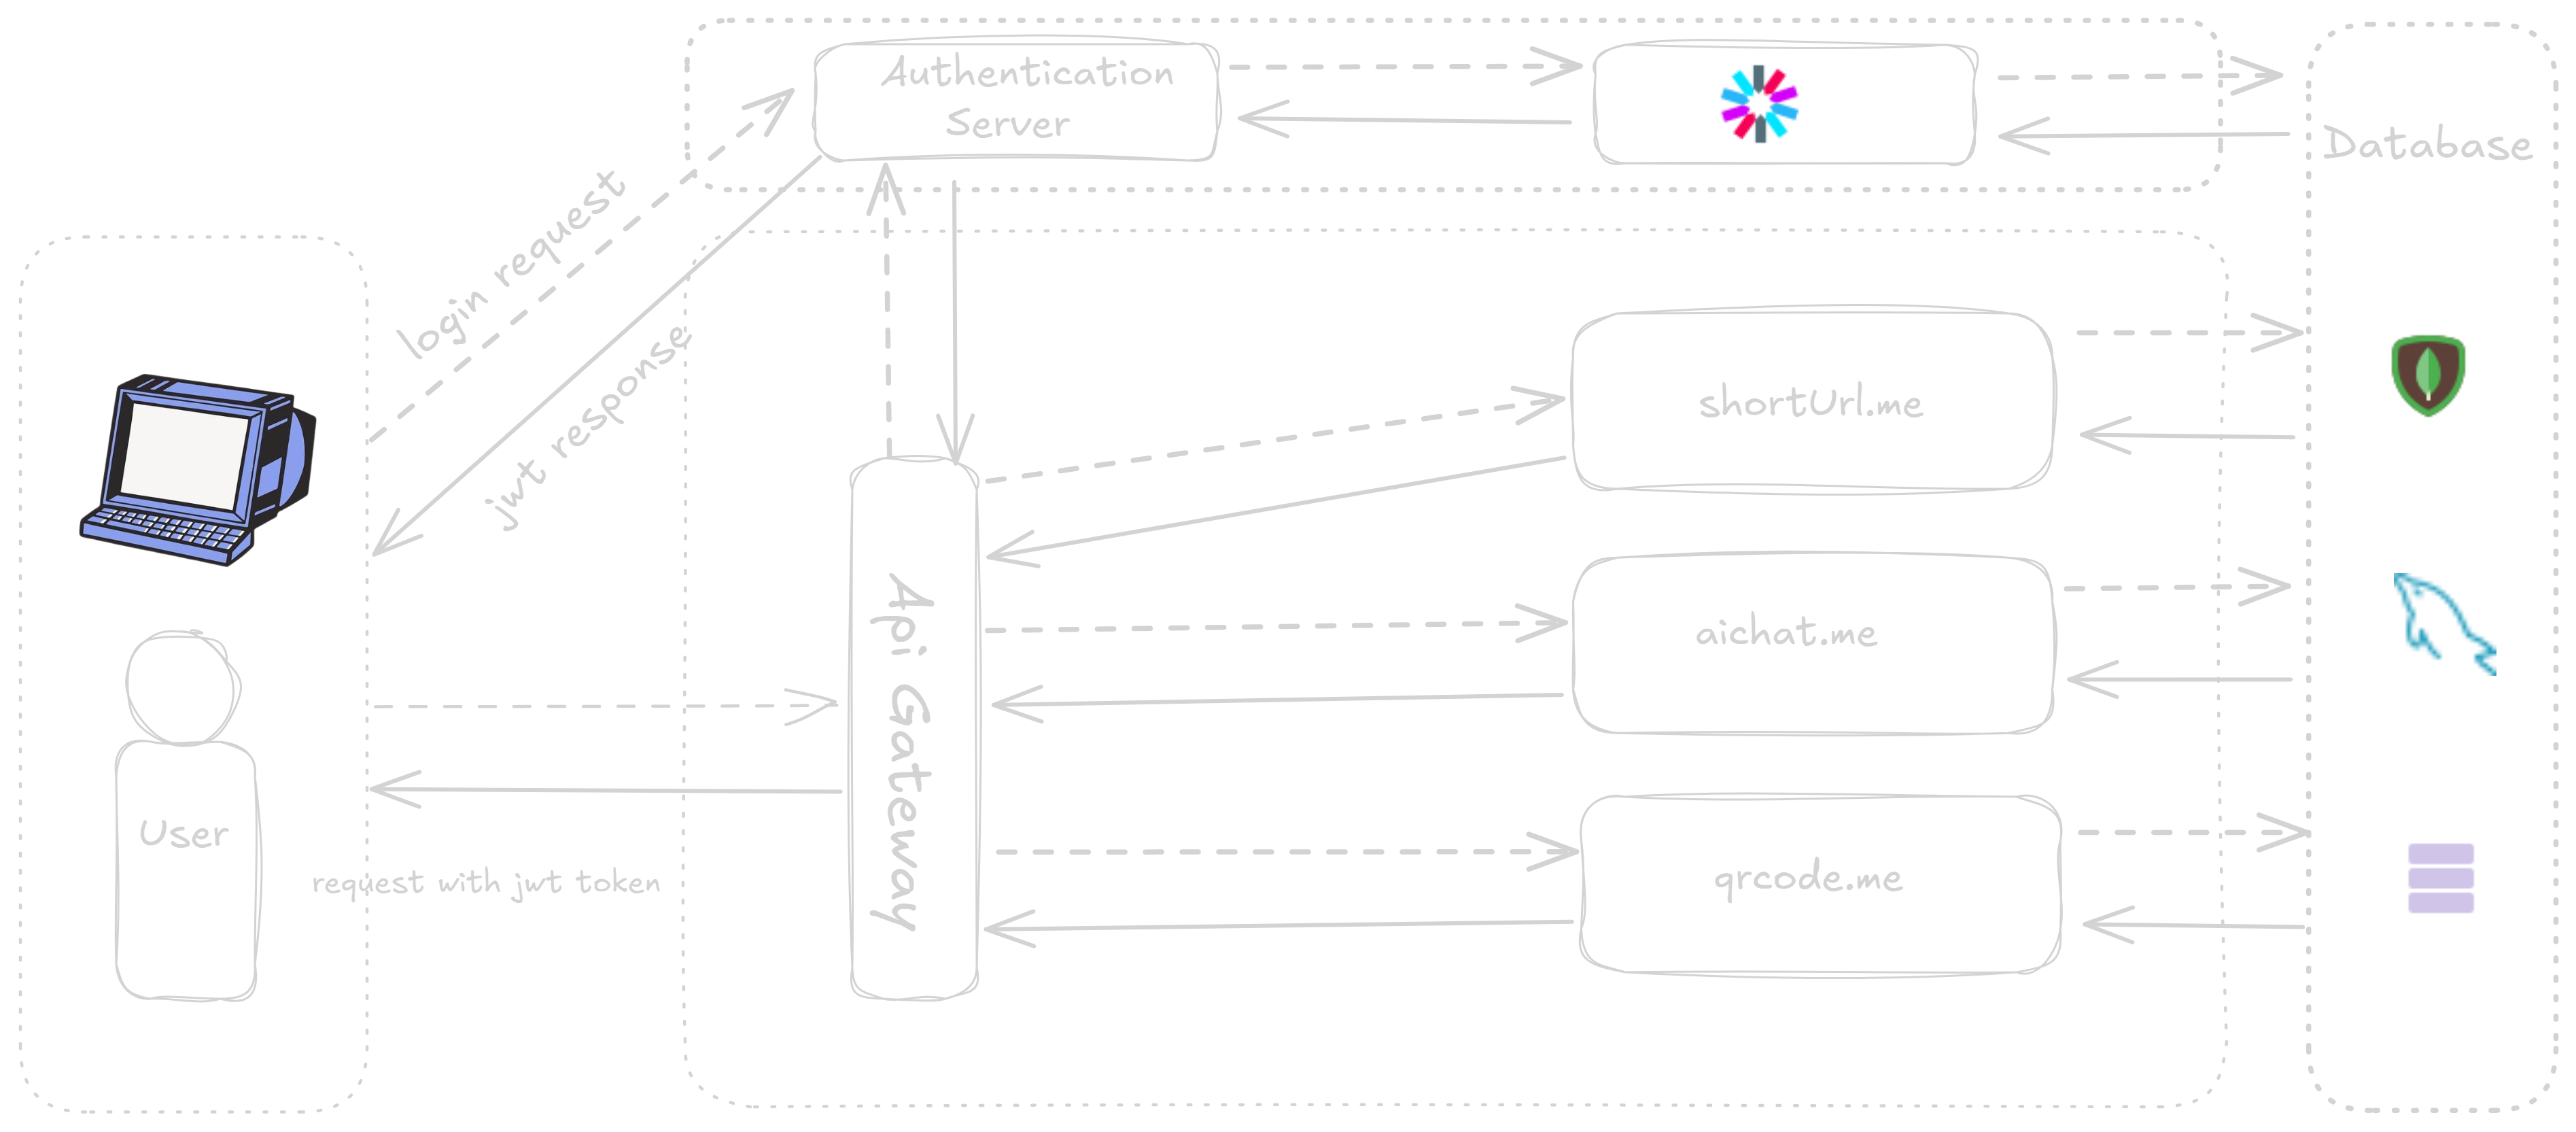 Authentication
Server
Database
login request
jwt response
shortUrl.me
aichat.me
Api Gateway
User
request with jwt token
qrcode.me